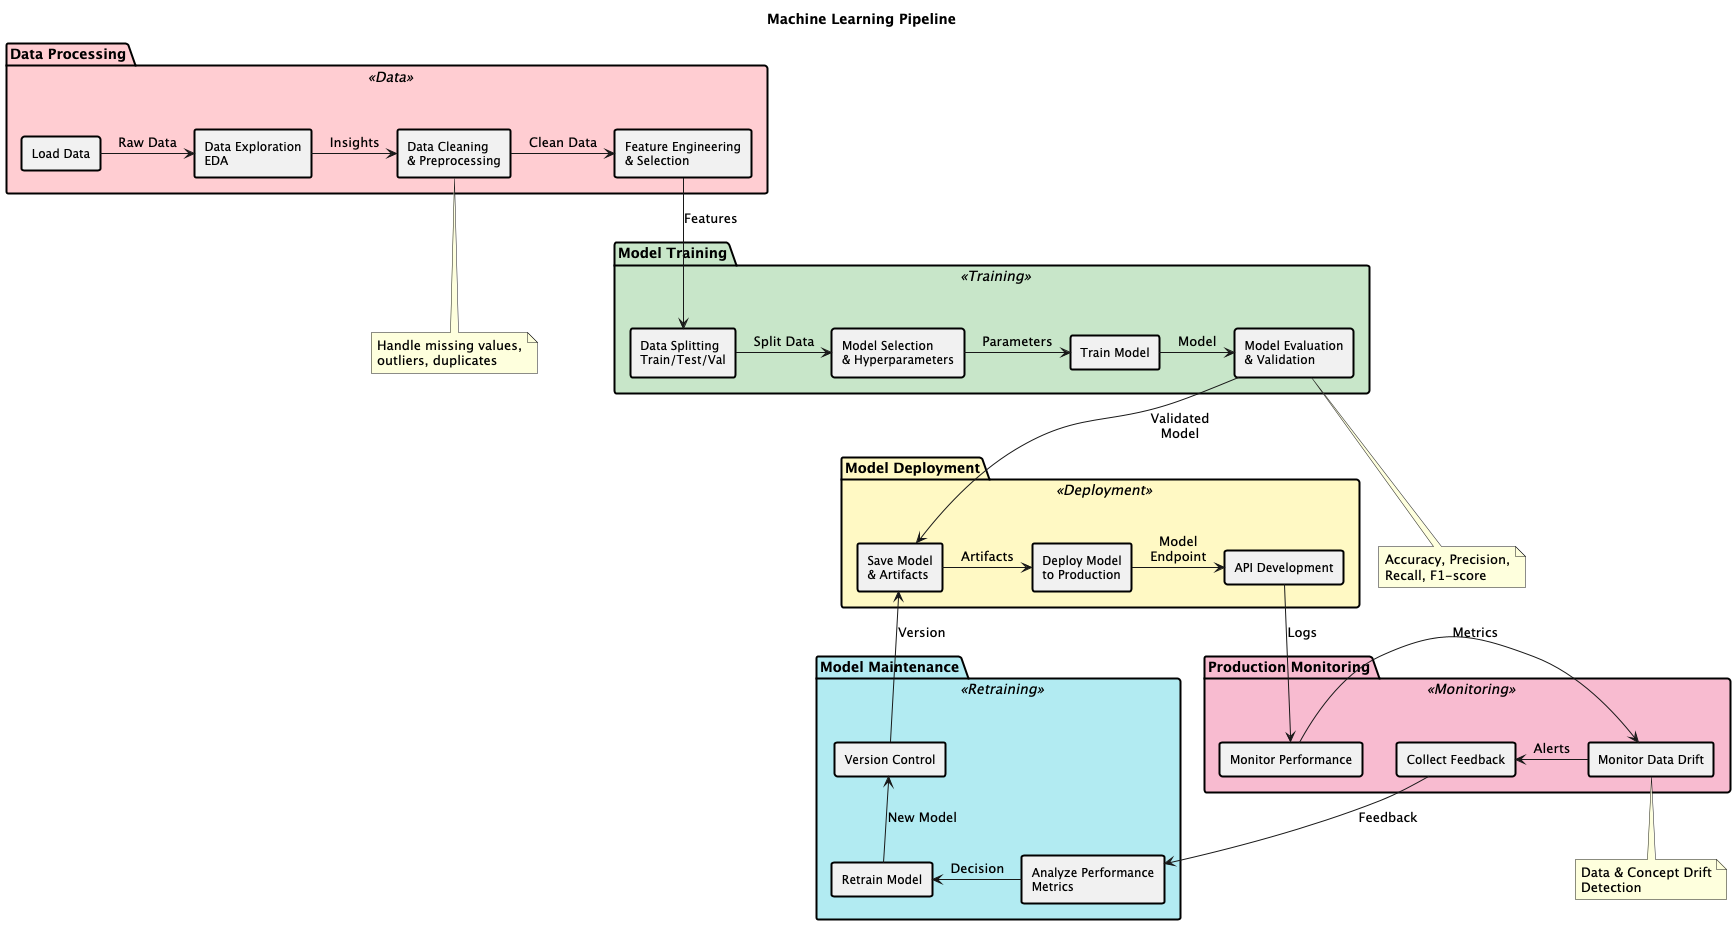 Machine Learning Pipeline
Data Processing
«Data»
Load Data
Raw Data
Data Exploration
EDA
Insights
Data Cleaning
& Preprocessing
Clean Data
Feature Engineering
& Selection
Features
Handle missing values,
outliers, duplicates
Model Training
«Training»
Data Splitting
Train/Test/Val
Split Data
Model Selection
& Hyperparameters
Parameters
Train Model
Model
Model Evaluation
& Validation
Validated
Model
Accuracy, Precision,
Recall, F1-score
Model Deployment
«Deployment»
Save Model
& Artifacts
Artifacts
Deploy Model
to Production
Model
Endpoint
API Development
Version
Logs
Metrics
Model Maintenance
«Retraining»
Version Control
New Model
Retrain Model
Decision
Analyze Performance
Metrics
Production Monitoring
«Monitoring»
Monitor Performance
Collect Feedback
Alerts
Monitor Data Drift
Feedback
Data & Concept Drift
Detection